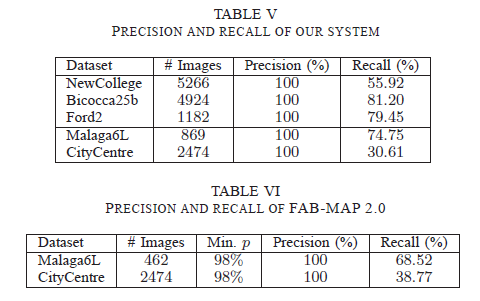 TABLE V
PRECISION AND RECALL OF OUR SYSTEM
Dataset # Images Precision (%) Recall (%)
NewCollege 5266 100 55.92
Bicocca25b 4924 100 81.20
Ford2 1182 100 79.45
Malaga6L 869 100 74.75
CityCentre 2474 100 30.61
TABLE VI
PRECISION AND RECALL OF FAB-MAP 2.0
Dataset # Images Min. p Precision (%) Recall (%)
Malaga6L 462 98% 100 68.52
CityCentre 2474 98% 100 38.77